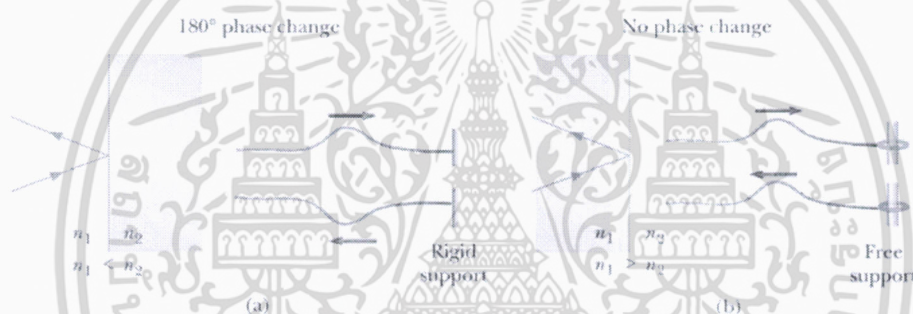 180° phase change
No phase change
n₁ n₂
n₁ < n₂
Rigid
support
(a)
n₁ n₂
n₁ > n₂
Free
support
(b)